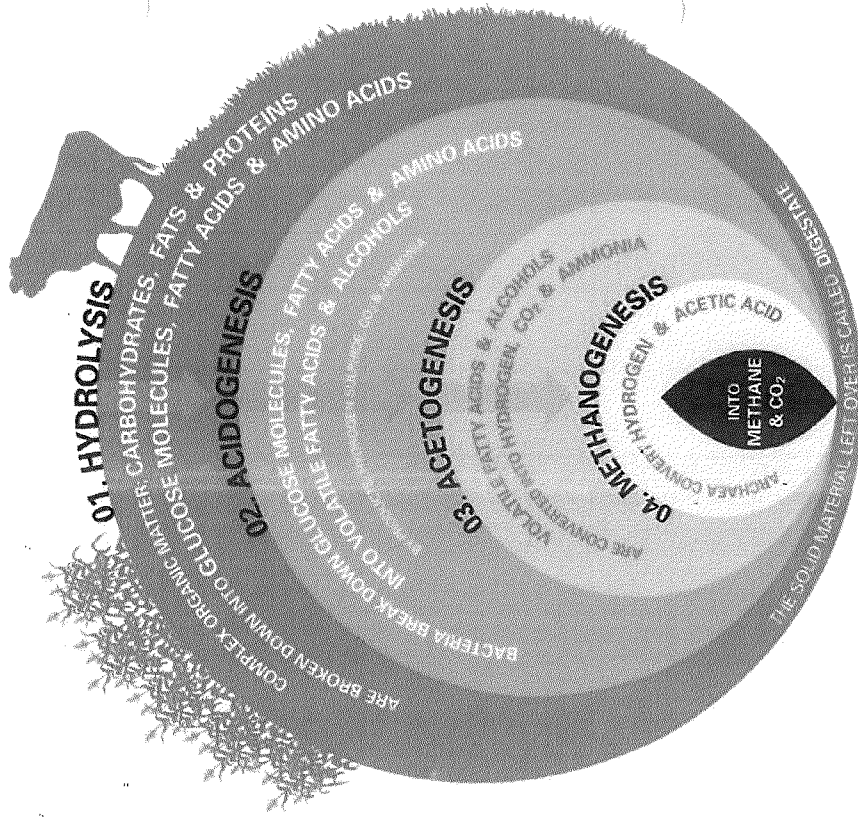 01. HYDROLYSIS
COMPLEX ORGANIC MATTER: CARBOHYDRATES, FATS & PROTEINS
ARE BROKEN DOWN INTO GLUCOSE MOLECULES, FATTY ACIDS & AMINO ACIDS
02. ACIDOGENESIS
BACTERIA BREAK DOWN GLUCOSE MOLECULES, FATTY ACIDS & AMINO ACIDS
INTO VOLATILE FATTY ACIDS & ALCOHOLS
03. ACETOGENESIS
VOLATILE FATTY ACIDS & ALCOHOLS
ARE CONVERTED INTO HYDROGEN, CO₂ & AMMONIA
04. METHANOGENESIS
ARCHAEA CONVERT HYDROGEN & ACETIC ACID
INTO
METHANE
& CO₂
THE SOLID MATERIAL LEFT OVER IS CALLED DIGESTATE